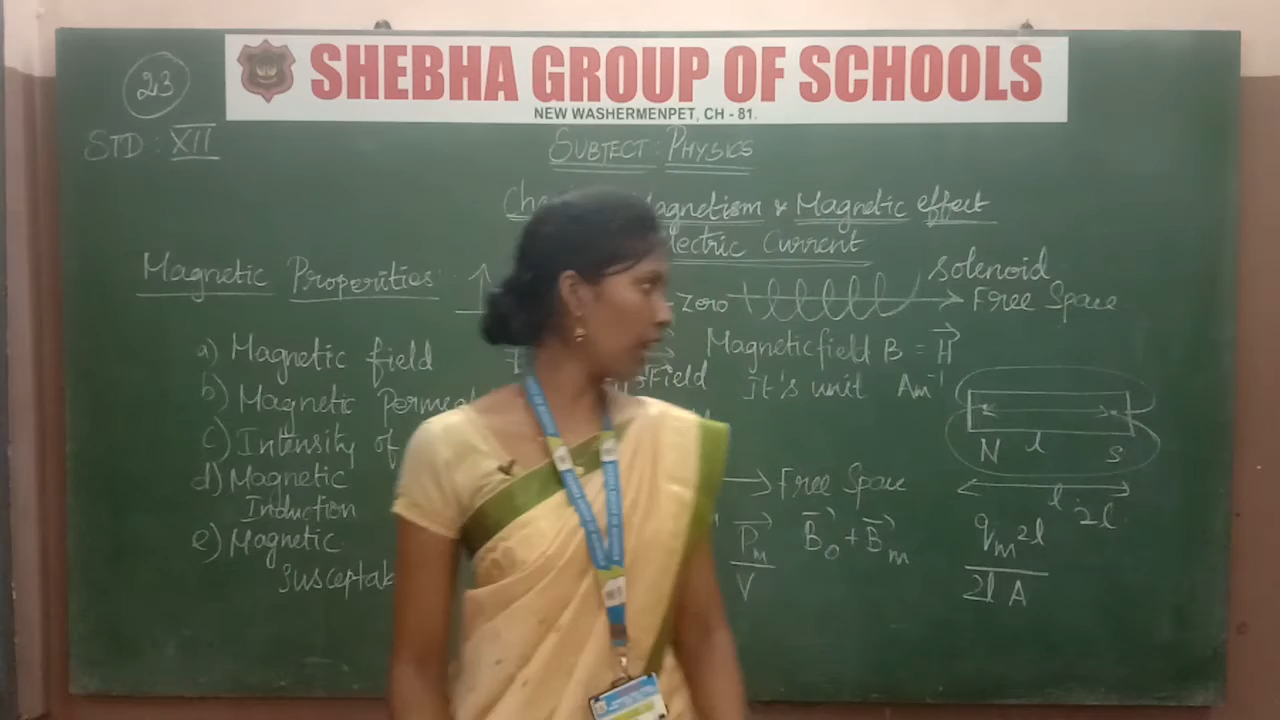 SHEBHA GROUP OF SCHOOLS
NEW WASHERMENPET, CH - 81.
23
STD : XII
SUBJECT : PHYSICS
Magnetism & Magnetic effect
Electric Current
Magnetic Properities
Zero
Solenoid
Free Space
a) Magnetic field
Field
Magnetic field B = H
It's unit Am⁻¹
b) Magnetic
c) Intensity of
N l S
d) Magnetic
Induction
Free Space
l 2l
e) Magnetic
Pm
V
B₀ + Bm
qm 2l
2l A